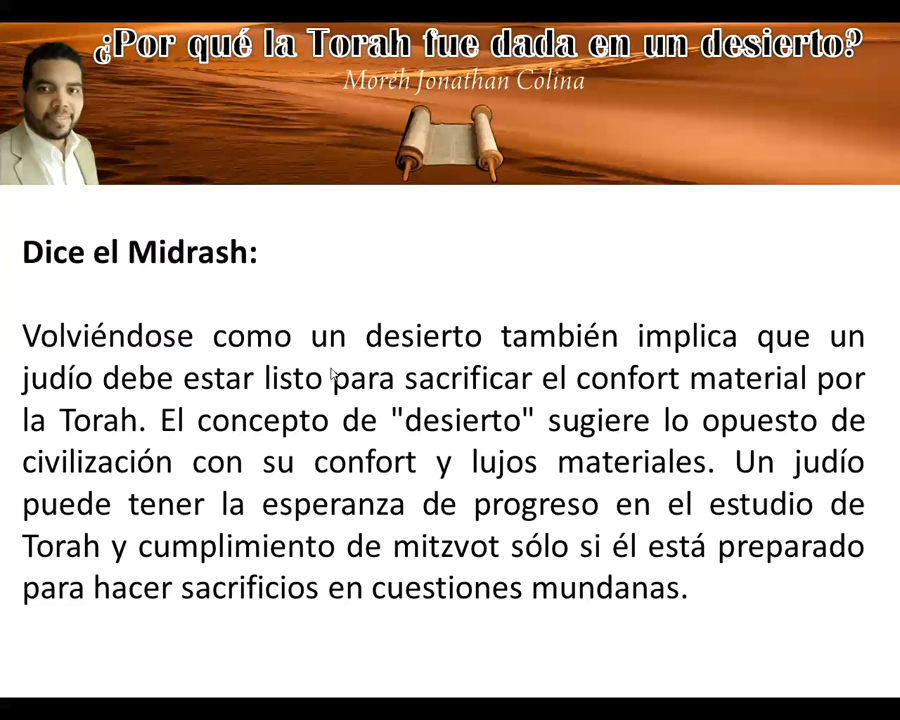 ¿Por qué la Torah fue dada en un desierto?
Moréh Jonathan Colina
Dice el Midrash:
Volviéndose como un desierto también implica que un
judío debe estar listo para sacrificar el confort material por
la Torah. El concepto de "desierto" sugiere lo opuesto de
civilización con su confort y lujos materiales. Un judío
puede tener la esperanza de progreso en el estudio de
Torah y cumplimiento de mitzvot sólo si él está preparado
para hacer sacrificios en cuestiones mundanas.